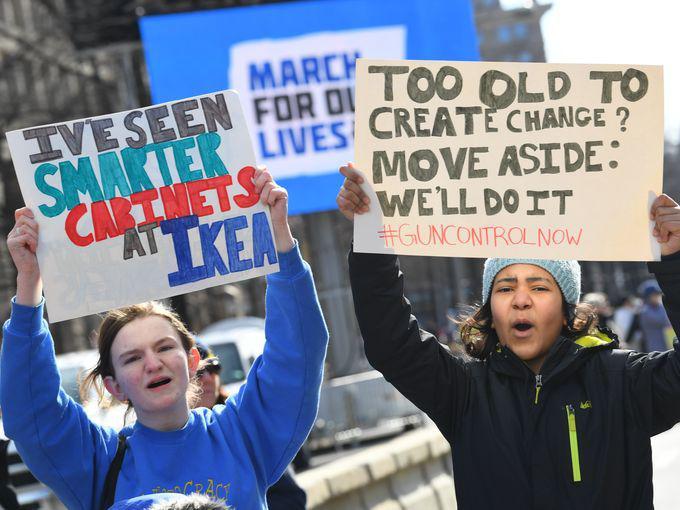 MARCH
FOR OU
LIVES
I'VE SEEN
SMARTER
CABINETS
AT IKEA
TOO OLD TO
CREATE CHANGE?
MOVE ASIDE:
WE'LL DO IT
#GUNCONTROLNOW